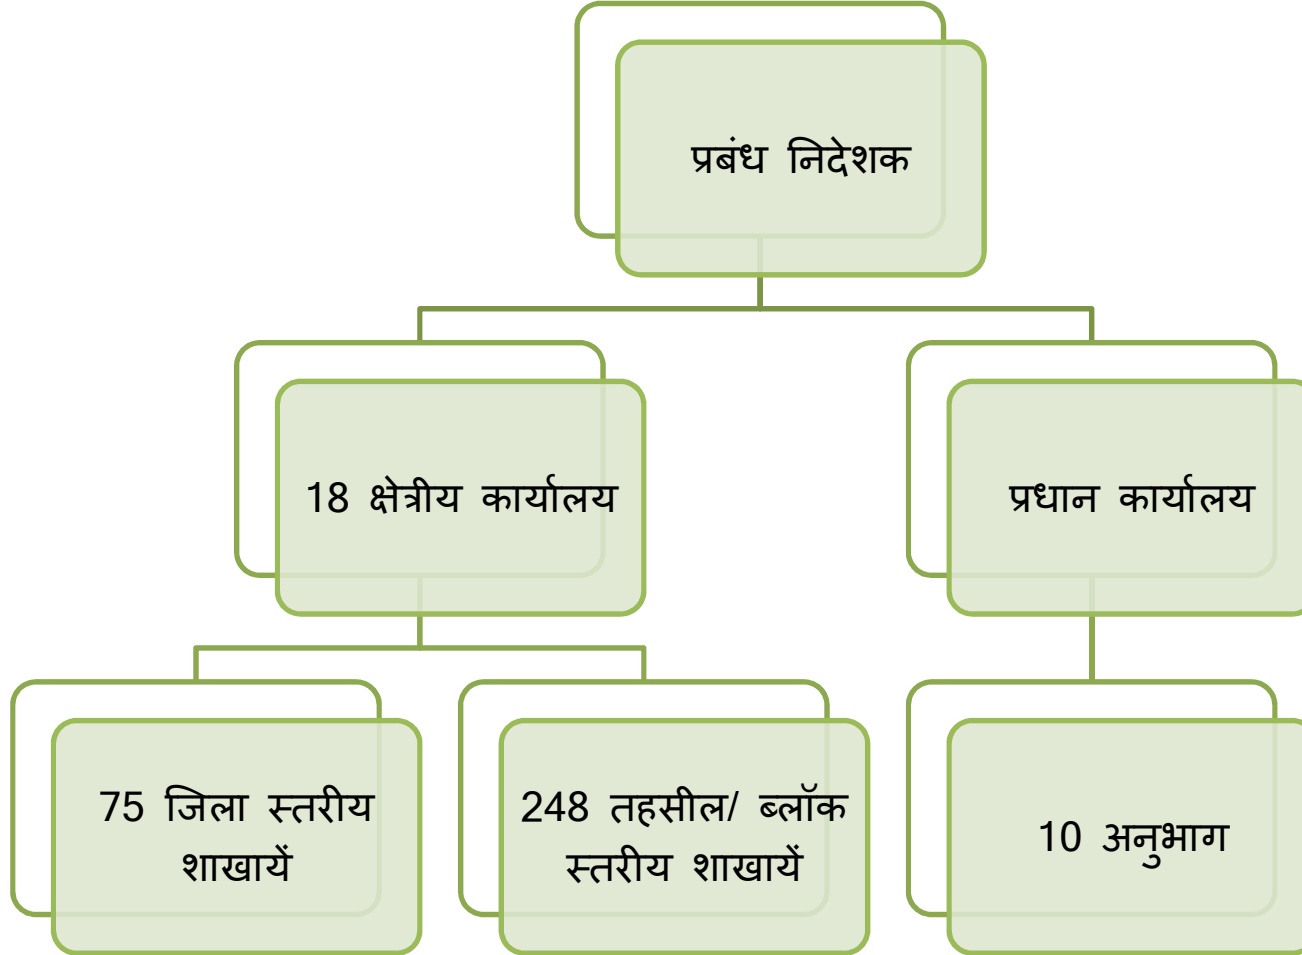 प्रबंध निदेशक
18 क्षेत्रीय कार्यालय
प्रधान कार्यालय
75 जिला स्तरीय
शाखायें
248 तहसील/ ब्लॉक
स्तरीय शाखायें
10 अनुभाग